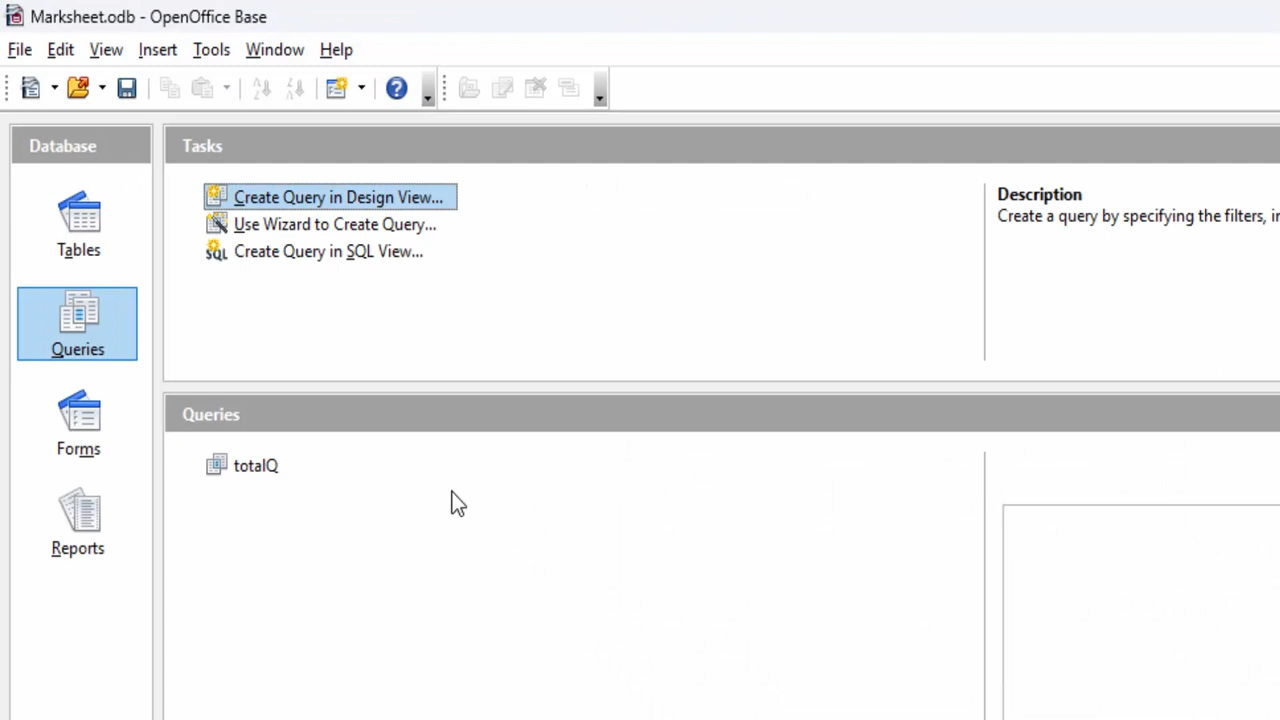 Marksheet.odb - OpenOffice Base
File Edit View Insert Tools Window Help
Database
Tables
Queries
Forms
Reports
Tasks
Create Query in Design View...
Use Wizard to Create Query...
SQL Create Query in SQL View...
Description
Create a query by specifying the filters, i
Queries
totalQ